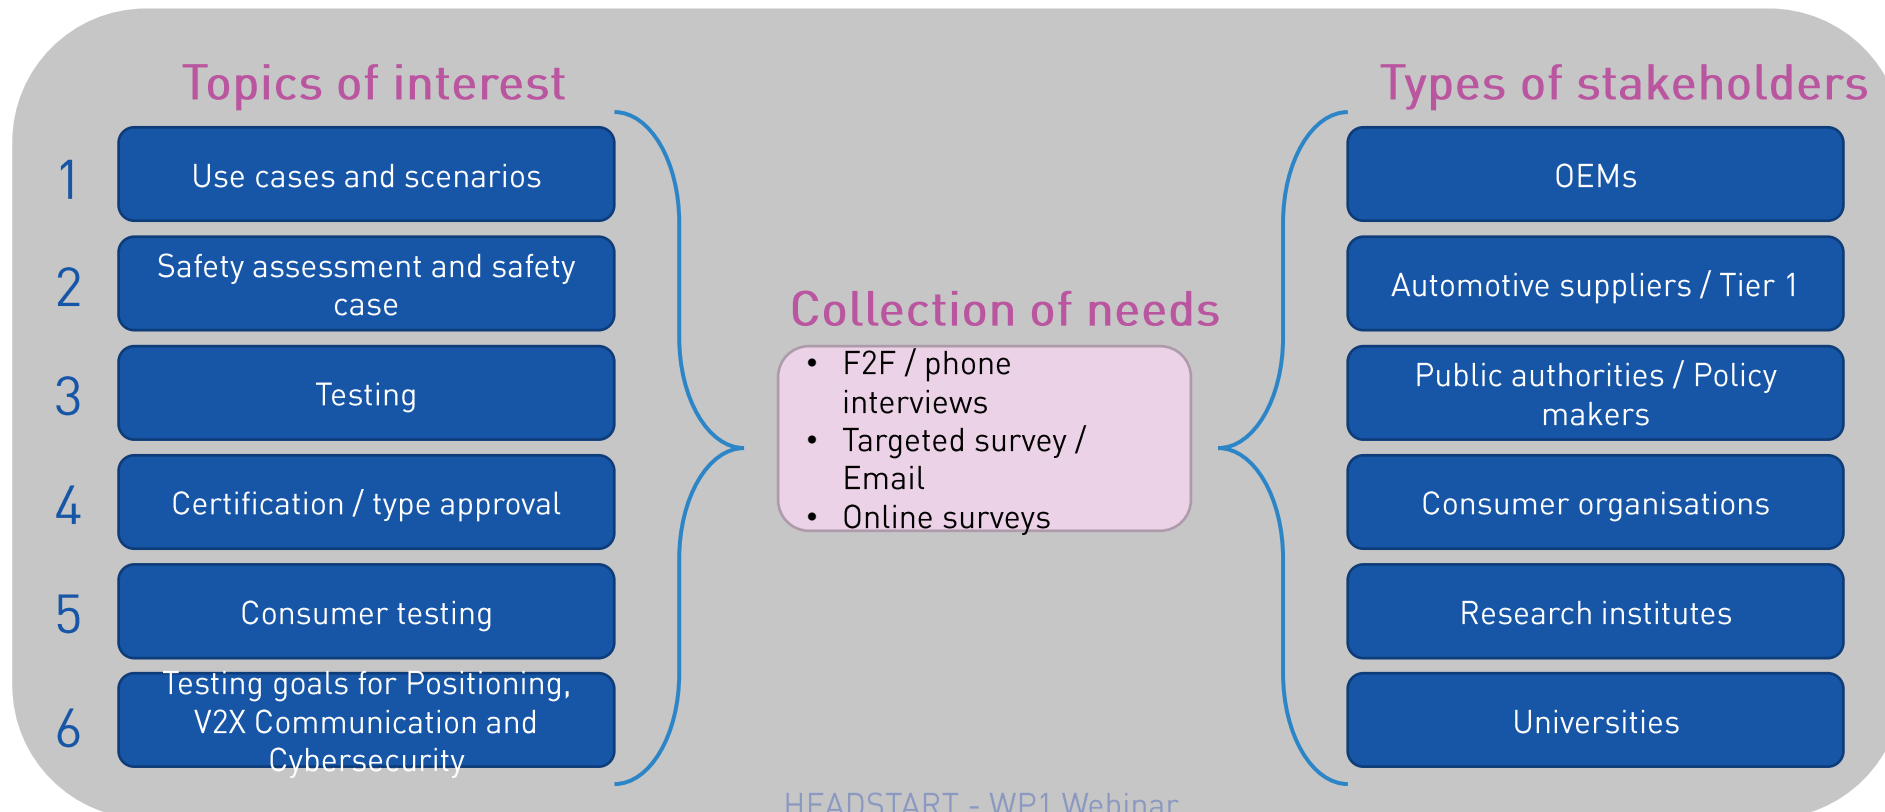 Topics of interest
1
Use cases and scenarios
2
Safety assessment and safety
case
3
Testing
4
Certification / type approval
5
Consumer testing
6
Testing goals for Positioning,
V2X Communication and
Cybersecurity
Collection of needs
• F2F / phone
interviews
• Targeted survey /
Email
• Online surveys
Types of stakeholders
OEMs
Automotive suppliers / Tier 1
Public authorities / Policy
makers
Consumer organisations
Research institutes
Universities
HEADSTART - WP1 Webinar